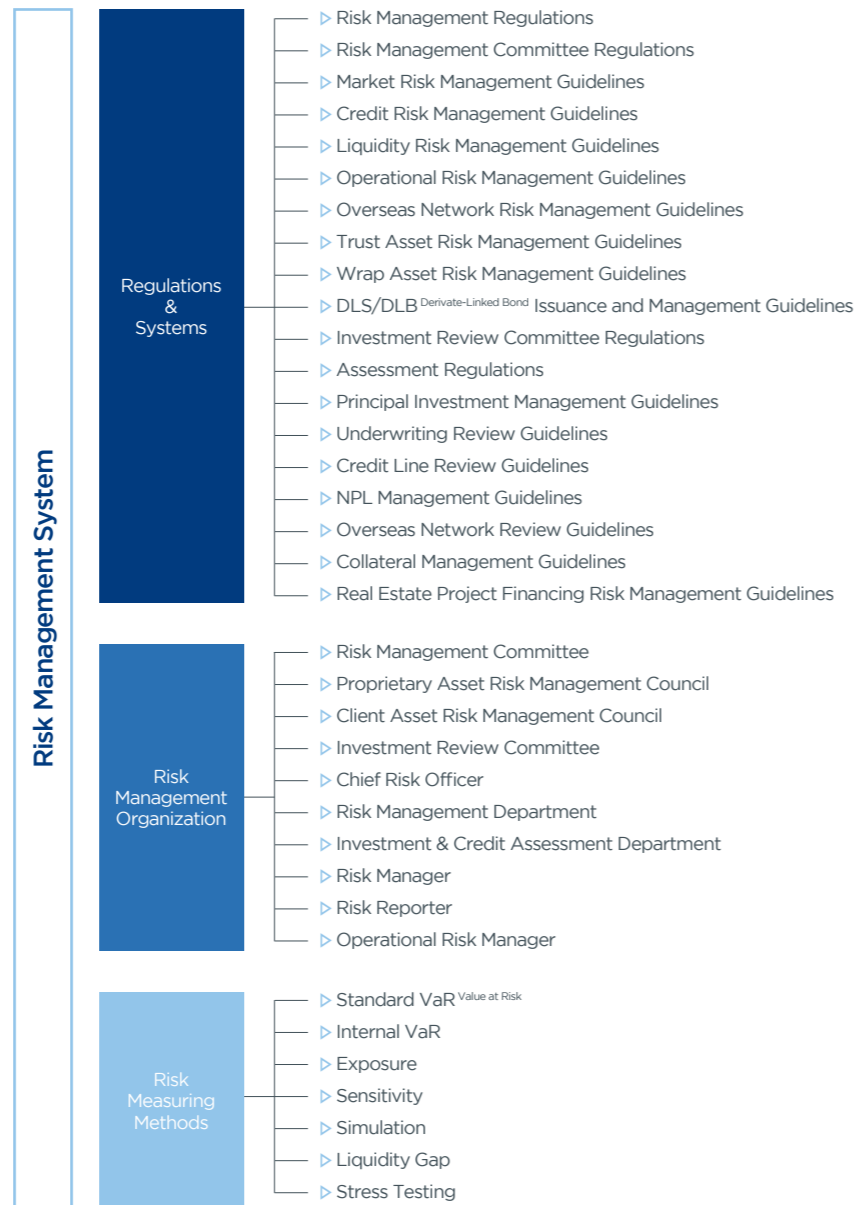 Risk Management System
Regulations
&
Systems
Risk Management Regulations
Risk Management Committee Regulations
Market Risk Management Guidelines
Credit Risk Management Guidelines
Liquidity Risk Management Guidelines
Operational Risk Management Guidelines
Overseas Network Risk Management Guidelines
Trust Asset Risk Management Guidelines
Wrap Asset Risk Management Guidelines
DLS/DLB Derivate-Linked Bond Issuance and Management Guidelines
Investment Review Committee Regulations
Assessment Regulations
Principal Investment Management Guidelines
Underwriting Review Guidelines
Credit Line Review Guidelines
NPL Management Guidelines
Overseas Network Review Guidelines
Collateral Management Guidelines
Real Estate Project Financing Risk Management Guidelines
Risk
Management
Organization
Risk Management Committee
Proprietary Asset Risk Management Council
Client Asset Risk Management Council
Investment Review Committee
Chief Risk Officer
Risk Management Department
Investment & Credit Assessment Department
Risk Manager
Risk Reporter
Operational Risk Manager
Risk
Measuring
Methods
Standard VaR Value at Risk
Internal VaR
Exposure
Sensitivity
Simulation
Liquidity Gap
Stress Testing